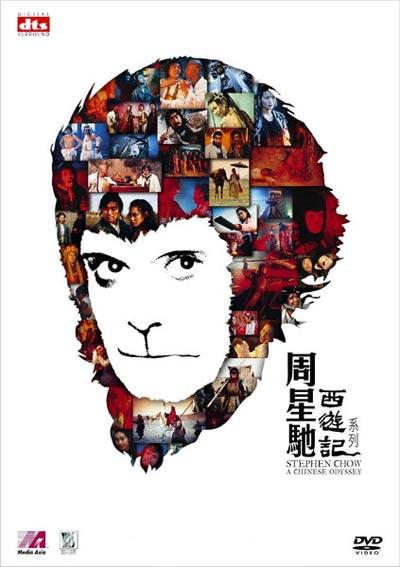 DIGITAL
dts
SURROUND
周星馳
西遊記
系列
STEPHEN CHOW
A CHINESE ODYSSEY
Media Asia
DVD
VIDEO